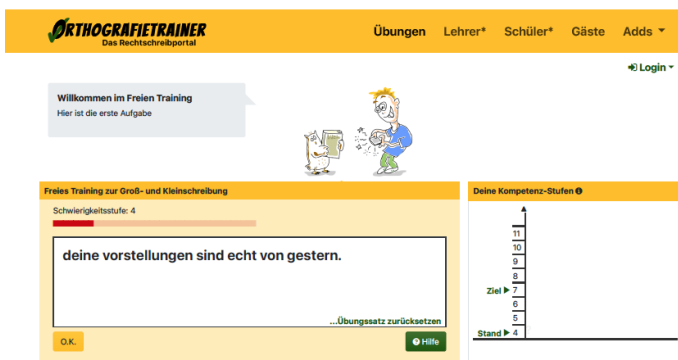 ORTHOGRAFIETRAINER
Das Rechtschreibportal
Übungen Lehrer* Schüler* Gäste Adds
Login
Willkommen im Freien Training
Hier ist die erste Aufgabe
Freies Training zur Groß- und Kleinschreibung
Schwierigkeitsstufe: 4
deine vorstellungen sind echt von gestern.
...Übungssatz zurücksetzen
O.K.
Hilfe
Deine Kompetenz-Stufen
11
10
9
8
Ziel 7
6
5
Stand 4